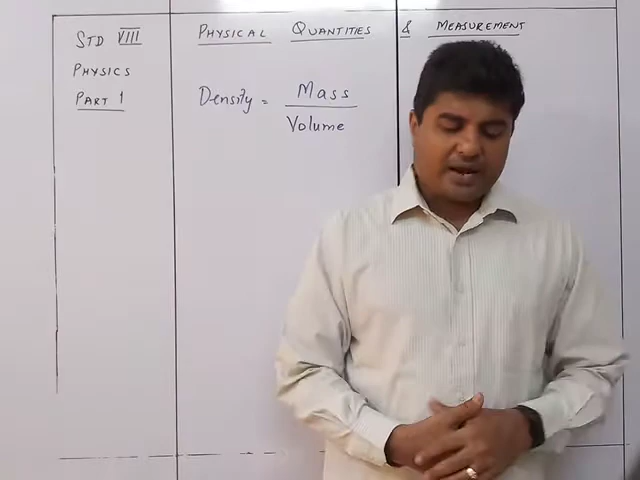 STD VIII
PHYSICS
PART 1
PHYSICAL QUANTITIES & MEASUREMENT
Density = Mass
Volume